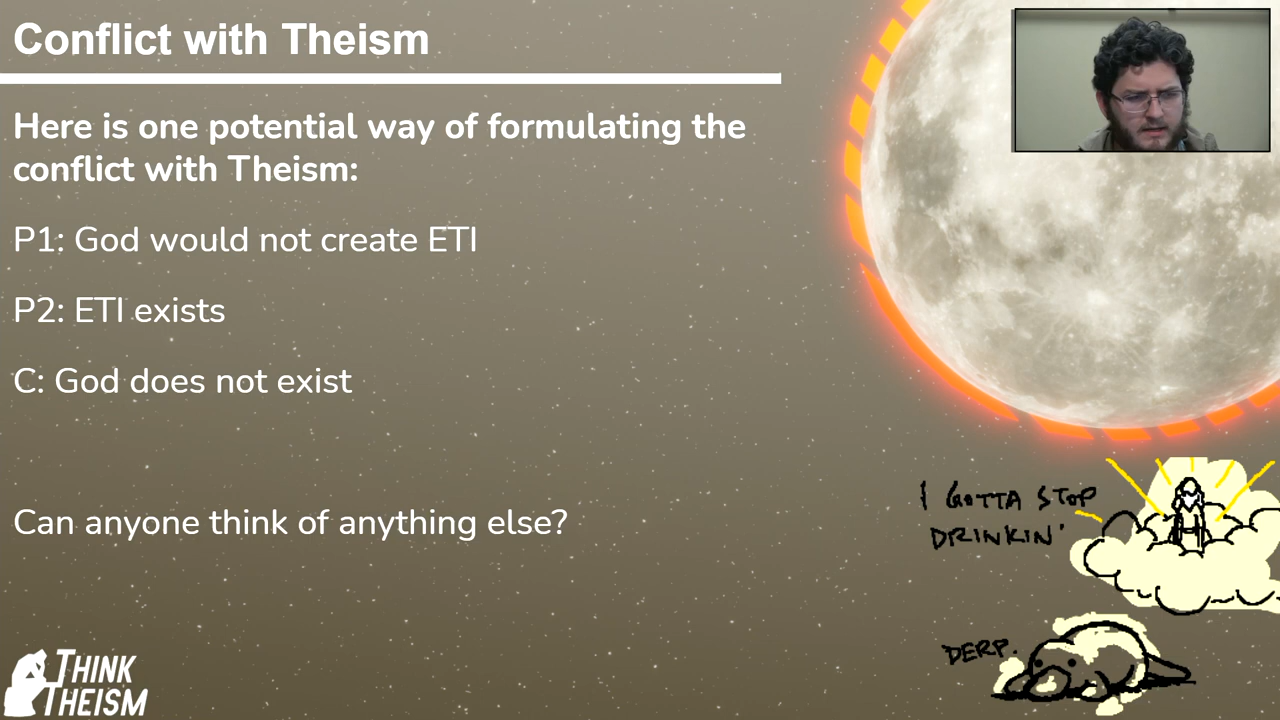 Conflict with Theism
Here is one potential way of formulating the
conflict with Theism:
P1: God would not create ETI
P2: ETI exists
C: God does not exist
Can anyone think of anything else?
I GOTTA STOP
DRINKIN'
DERP.
THINK
THEISM